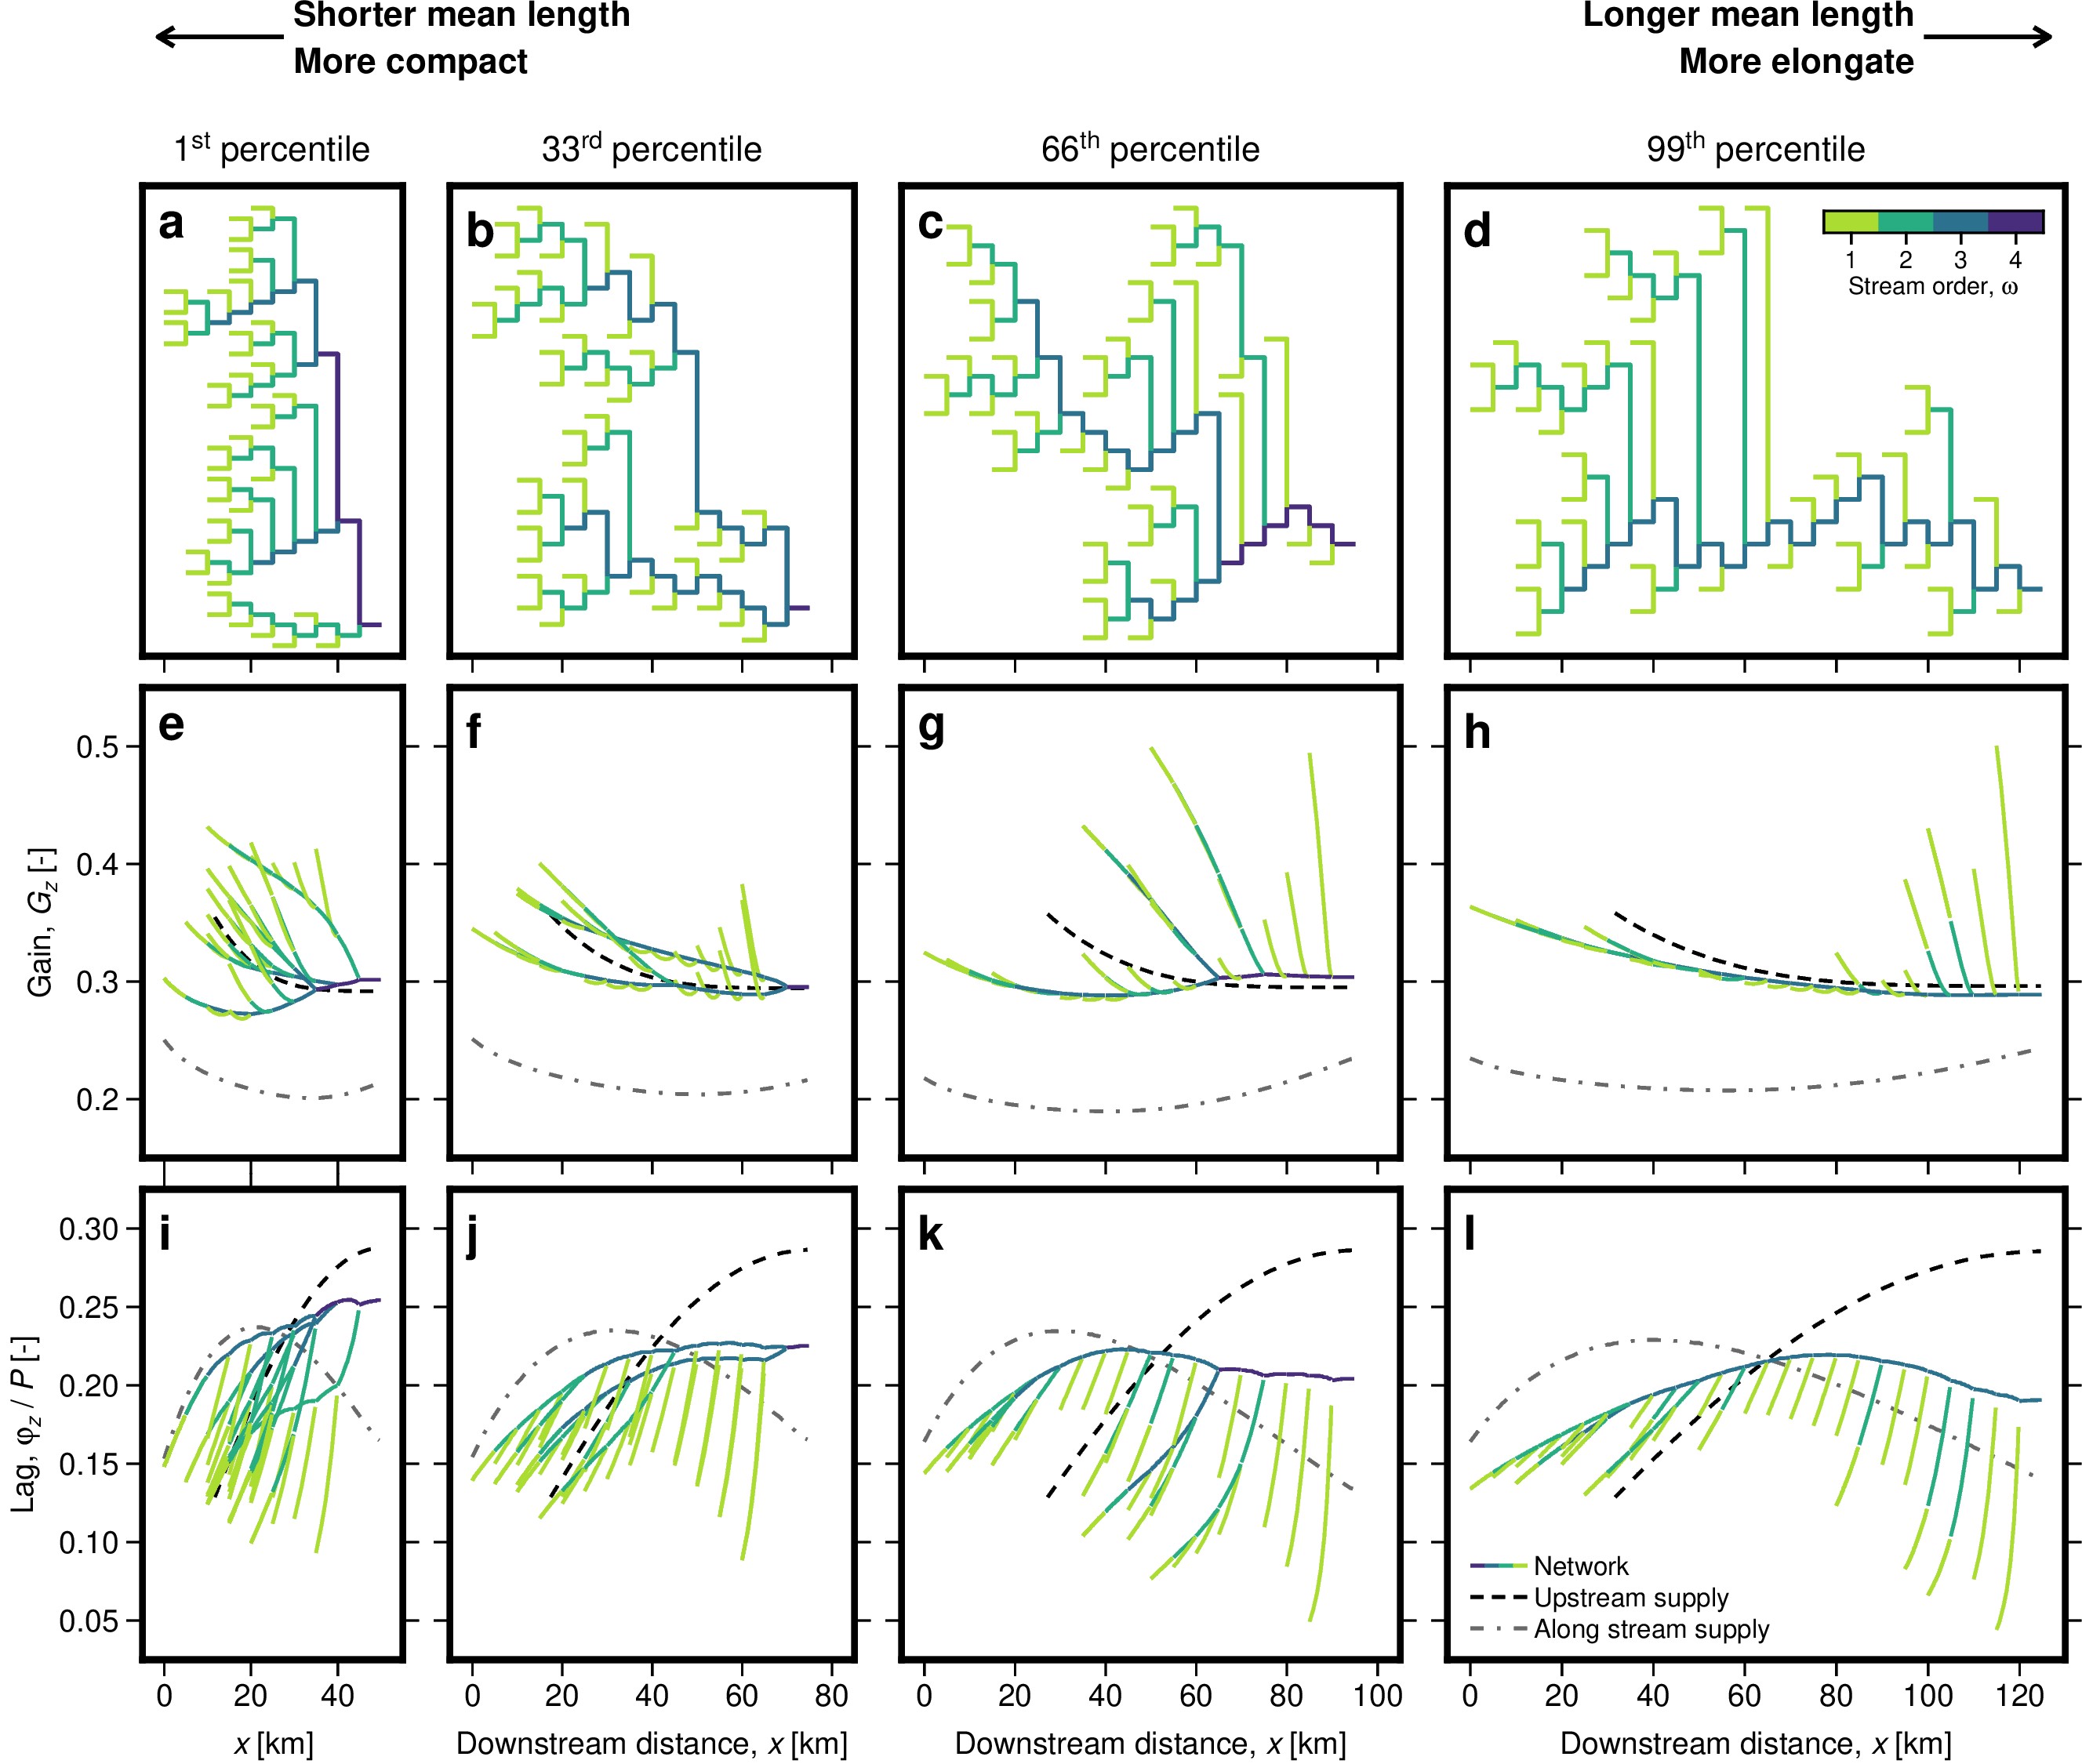 Shorter mean length
More compact
Longer mean length
More elongate
1st percentile
33rd percentile
66th percentile
99th percentile
a
b
c
d
1 2 3 4
Stream order, ω
e
f
g
h
0.5
0.4
0.3
0.2
Gain, Gz [-]
i
j
k
l
0.30
0.25
0.20
0.15
0.10
0.05
Lag, φz / P [-]
Network
Upstream supply
Along stream supply
0 20 40
0 20 40 60 80
0 20 40 60 80 100
0 20 40 60 80 100 120
x [km]
Downstream distance, x [km]
Downstream distance, x [km]
Downstream distance, x [km]